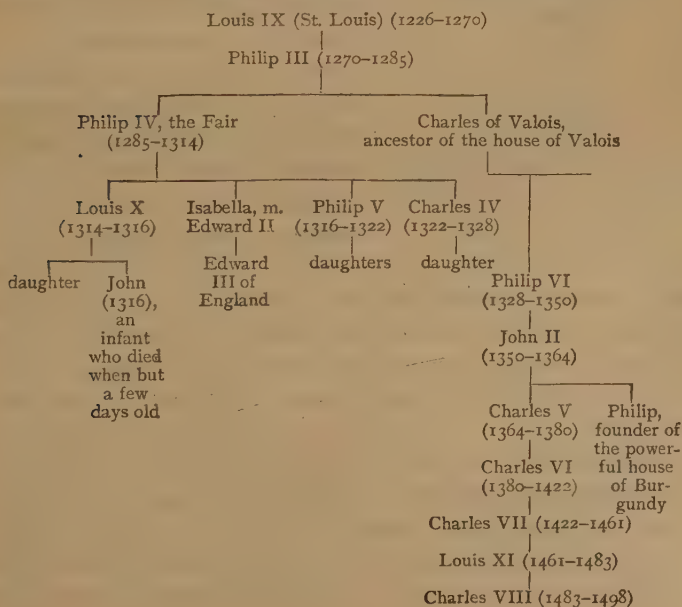 Louis IX (St. Louis) (1226–1270)
Philip III (1270–1285)
Philip IV, the Fair
(1285–1314)
Charles of Valois,
ancestor of the house of Valois
Louis X
(1314–1316)
Isabella, m.
Edward II
Philip V
(1316–1322)
Charles IV
(1322–1328)
daughter
John
(1316),
an
infant
who died
when but
a few
days old
Edward
III of
England
daughters
daughter
Philip VI
(1328–1350)
John II
(1350–1364)
Charles V
(1364–1380)
Philip,
founder of
the power-
ful house
of Bur-
gundy
Charles VI
(1380–1422)
Charles VII (1422–1461)
Louis XI (1461–1483)
Charles VIII (1483–1498)